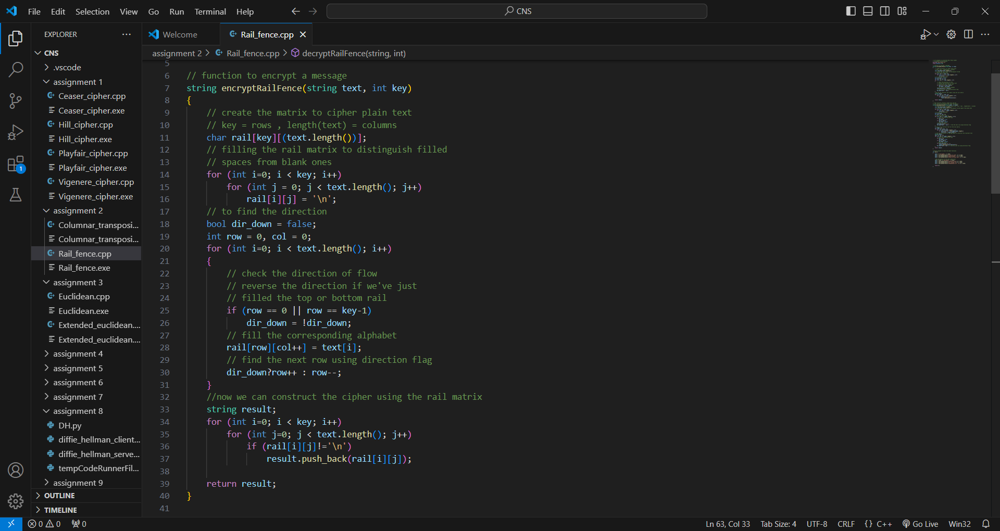 File Edit Selection View Go Run Terminal Help
CNS
EXPLORER
Welcome
Rail_fence.cpp
assignment 2 > Rail_fence.cpp > decryptRailFence(string, int)
CNS
.vscode
assignment 1
Ceaser_cipher.cpp
Ceaser_cipher.exe
Hill_cipher.cpp
Hill_cipher.exe
Playfair_cipher.cpp
Playfair_cipher.exe
Vigenere_cipher.cpp
Vigenere_cipher.exe
assignment 2
Columnar_transposi...
Columnar_transposi...
Rail_fence.cpp
Rail_fence.exe
assignment 3
Euclidean.cpp
Euclidean.exe
Extended_euclidean....
Extended_euclidean....
assignment 4
assignment 5
assignment 6
assignment 7
assignment 8
DH.py
diffie_hellman_client...
diffie_hellman_serve...
tempCodeRunnerFil...
assignment 9
OUTLINE
TIMELINE
1
5
6 // function to encrypt a message
7 string encryptRailFence(string text, int key)
8 {
9 // create the matrix to cipher plain text
10 // key = rows , length(text) = columns
11 char rail[key][(text.length())];
12 // filling the rail matrix to distinguish filled
13 // spaces from blank ones
14 for (int i=0; i < key; i++)
15 for (int j = 0; j < text.length(); j++)
16 rail[i][j] = '\n';
17 // to find the direction
18 bool dir_down = false;
19 int row = 0, col = 0;
20 for (int i=0; i < text.length(); i++)
21 {
22 // check the direction of flow
23 // reverse the direction if we've just
24 // filled the top or bottom rail
25 if (row == 0 || row == key-1)
26 dir_down = !dir_down;
27 // fill the corresponding alphabet
28 rail[row][col++] = text[i];
29 // find the next row using direction flag
30 dir_down?row++ : row--;
31 }
32 //now we can construct the cipher using the rail matrix
33 string result;
34 for (int i=0; i < key; i++)
35 for (int j=0; j < text.length(); j++)
36 if (rail[i][j]!='\n')
37 result.push_back(rail[i][j]);
38
39 return result;
40 }
41
0 0 0
Ln 63, Col 33 Tab Size: 4 UTF-8 CRLF {} C++ Go Live Win32